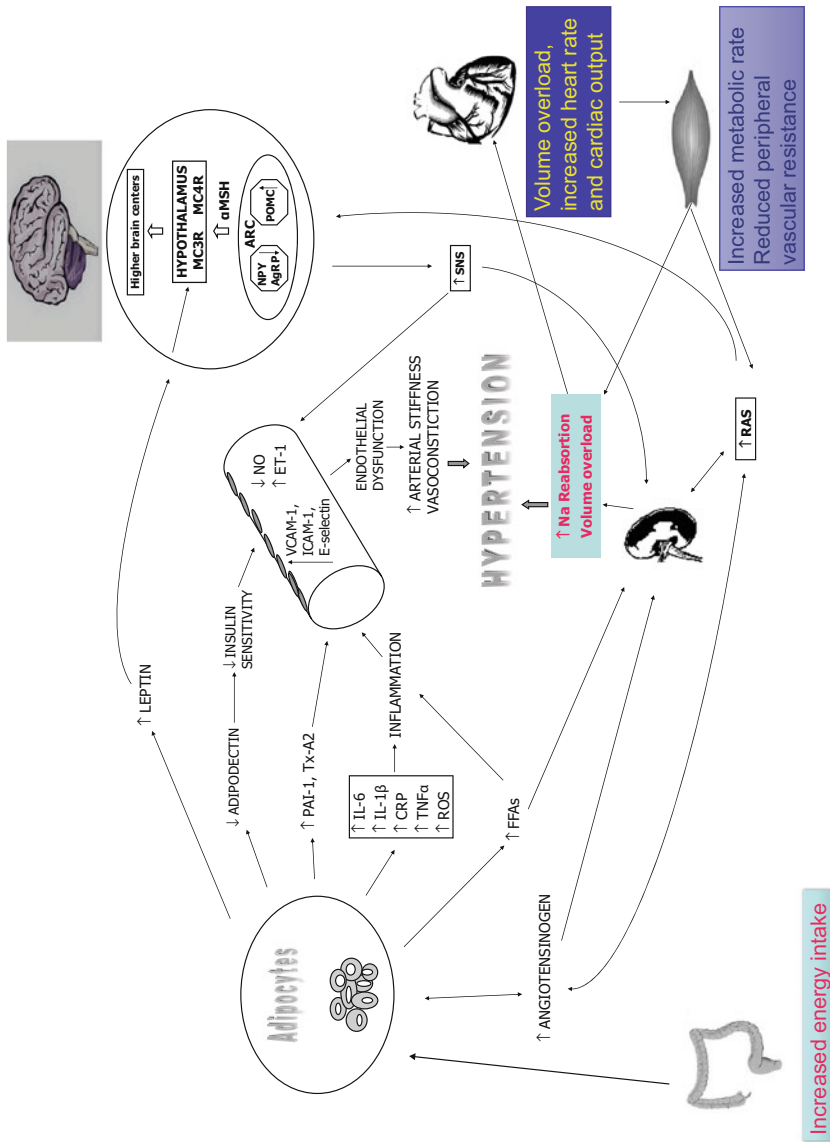 Higher brain centers
HYPOTHALAMUS
MC3R MC4R
⇧ αMSH
ARC
NPY
AgRP↓
POMC↑
↑ LEPTIN
↓ ADIPODECTIN
↓ INSULIN
SENSITIVITY
↓ NO
↑ ET-1
VCAM-1,
ICAM-1,
E-selectin
Adipocytes
↑ PAI-1, Tx-A2
↑ IL-6
↑ IL-1β
↑ CRP
↑ TNFα
↑ ROS
INFLAMMATION
ENDOTHELIAL
DYSFUNCTION
↑ ARTERIAL STIFFNESS
VASOCONSTICTION
↑ SNS
HYPERTENSION
↑ FFAs
↑ Na Reabsortion
Volume overload
Volume overload,
increased heart rate
and cardiac output
↑ ANGIOTENSINOGEN
↑ RAS
Increased metabolic rate
Reduced peripheral
vascular resistance
Increased energy intake